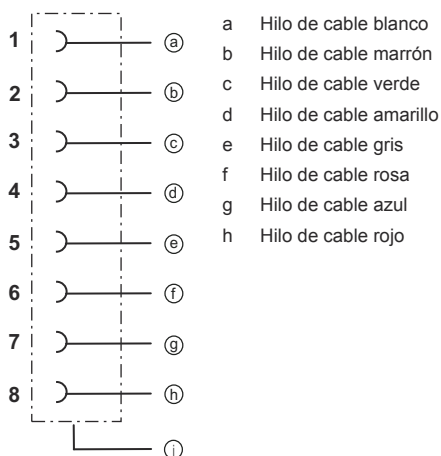 1 a
2 b
3 c
4 d
5 e
6 f
7 g
8 h
i
a Hilo de cable blanco
b Hilo de cable marrón
c Hilo de cable verde
d Hilo de cable amarillo
e Hilo de cable gris
f Hilo de cable rosa
g Hilo de cable azul
h Hilo de cable rojo